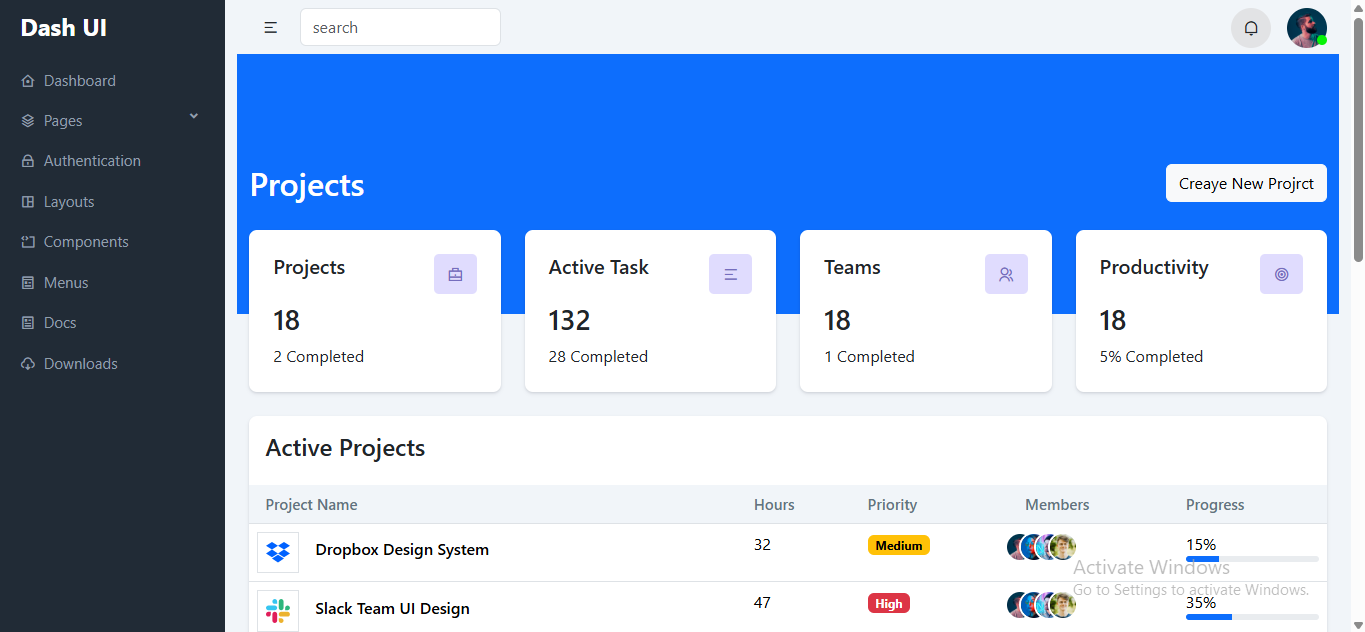 Dash UI
search
Dashboard
Pages
Authentication
Layouts
Components
Menus
Docs
Downloads
Projects
Creaye New Projrct
Projects
18
2 Completed
Active Task
132
28 Completed
Teams
18
1 Completed
Productivity
18
5% Completed
Active Projects
Project Name Hours Priority Members Progress
Dropbox Design System 32 Medium 15%
Slack Team UI Design 47 High 35%
Activate Windows
Go to Settings to activate Windows.